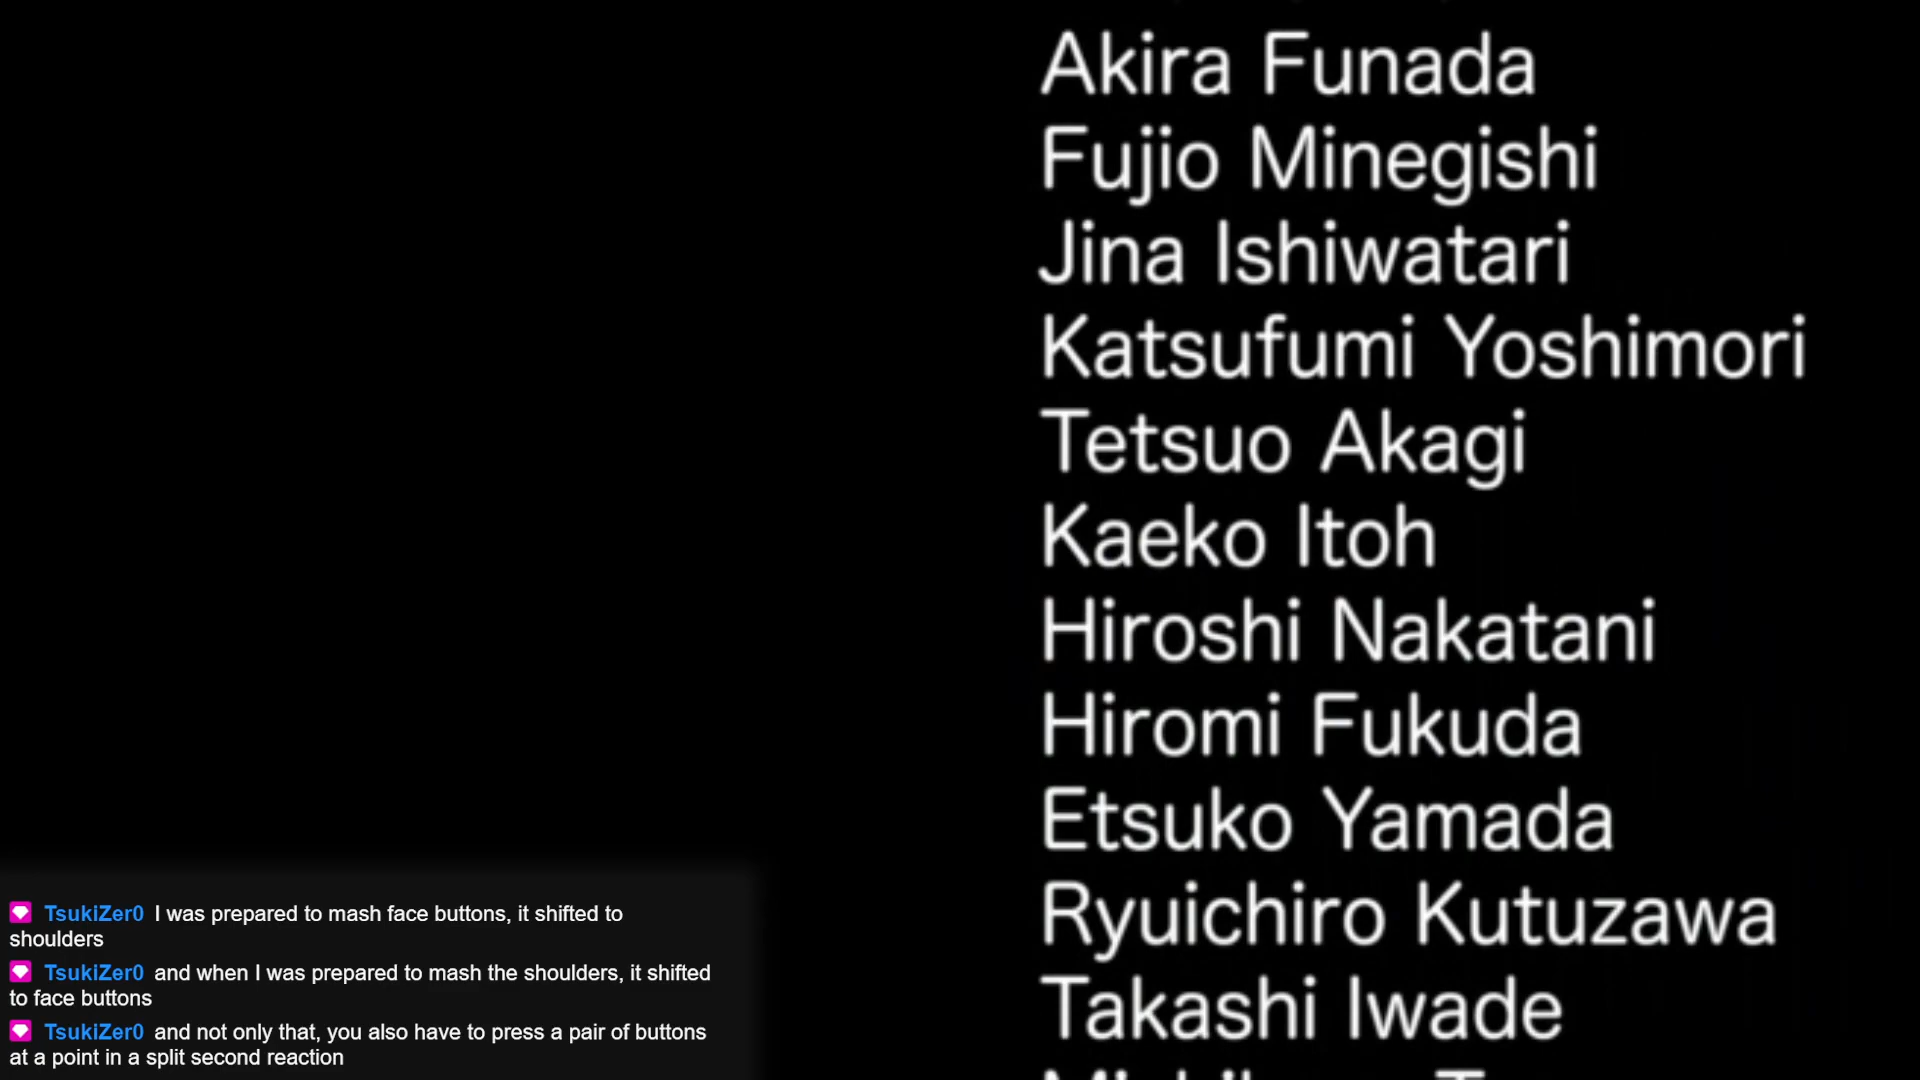 Akira Funada
Fujio Minegishi
Jina Ishiwatari
Katsufumi Yoshimori
Tetsuo Akagi
Kaeko Itoh
Hiroshi Nakatani
Hiromi Fukuda
Etsuko Yamada
Ryuichiro Kutuzawa
Takashi Iwade
TsukiZer0 I was prepared to mash face buttons, it shifted to
shoulders
TsukiZer0 and when I was prepared to mash the shoulders, it shifted
to face buttons
TsukiZer0 and not only that, you also have to press a pair of buttons
at a point in a split second reaction